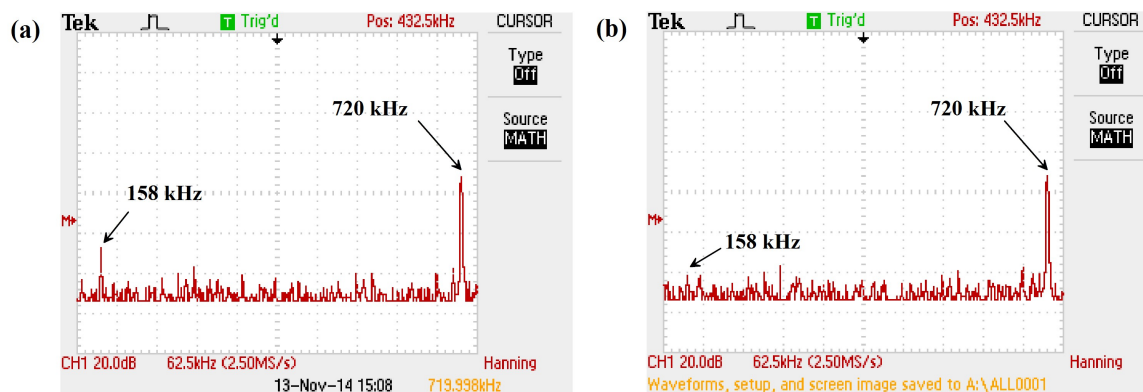 (a)
Tek T Trig'd Pos: 432.5kHz CURSOR
Type
Off
Source
MATH
720 kHz
158 kHz
M
CH1 20.0dB 62.5kHz (2.50MS/s) Hanning
13-Nov-14 15:08 719.998kHz
(b)
Tek T Trig'd Pos: 432.5kHz CURSOR
Type
Off
Source
MATH
720 kHz
158 kHz
M
CH1 20.0dB 62.5kHz (2.50MS/s) Hanning
Waveforms, setup, and screen image saved to A:\ALL0001